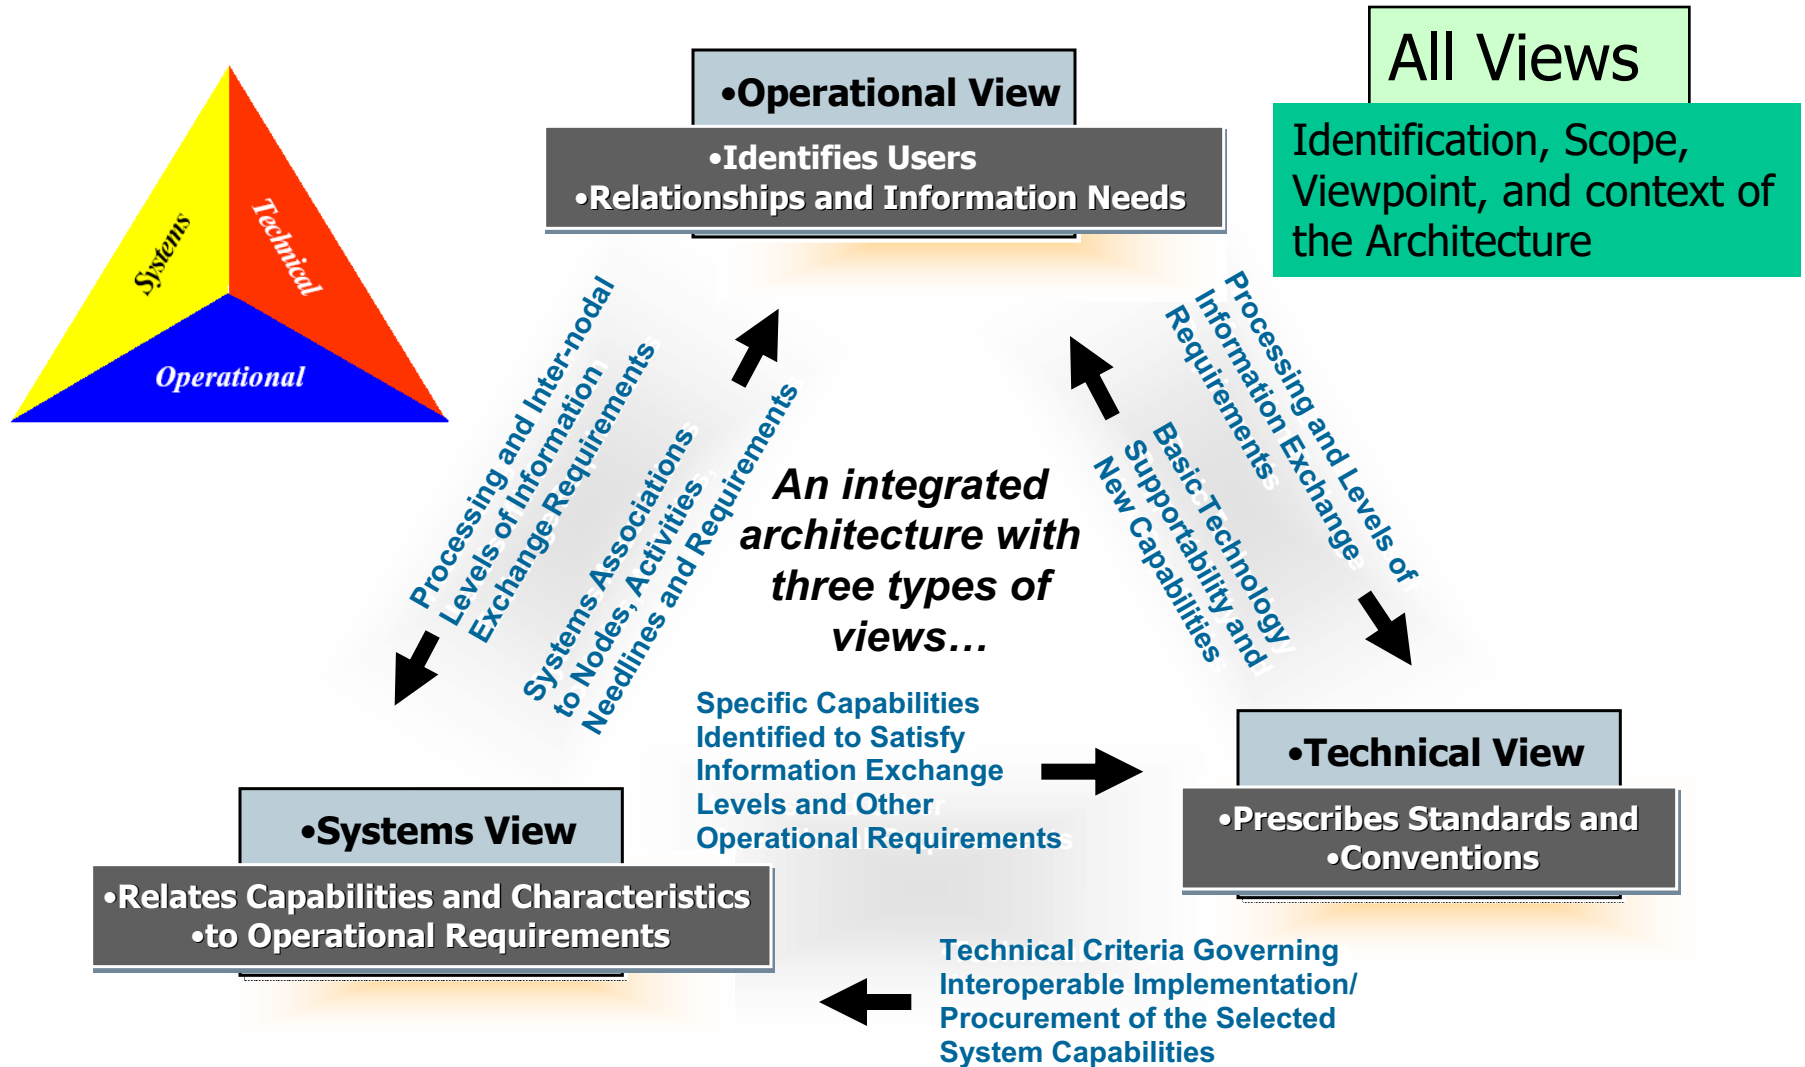 All Views
Identification, Scope,
Viewpoint, and context of
the Architecture
•Operational View
•Identifies Users
•Relationships and Information Needs
Systems
Technical
Operational
Processing and Inter-nodal
Levels of Information
Exchange Requirements
Systems Associations
to Nodes, Activities,
Needlines and Requirements
An integrated
architecture with
three types of
views…
Processing and Levels of
Information Exchange
Requirements
Basic Technology
Supportability and
New Capabilities
Specific Capabilities
Identified to Satisfy
Information Exchange
Levels and Other
Operational Requirements
•Technical View
•Prescribes Standards and
•Conventions
•Systems View
•Relates Capabilities and Characteristics
•to Operational Requirements
Technical Criteria Governing
Interoperable Implementation/
Procurement of the Selected
System Capabilities